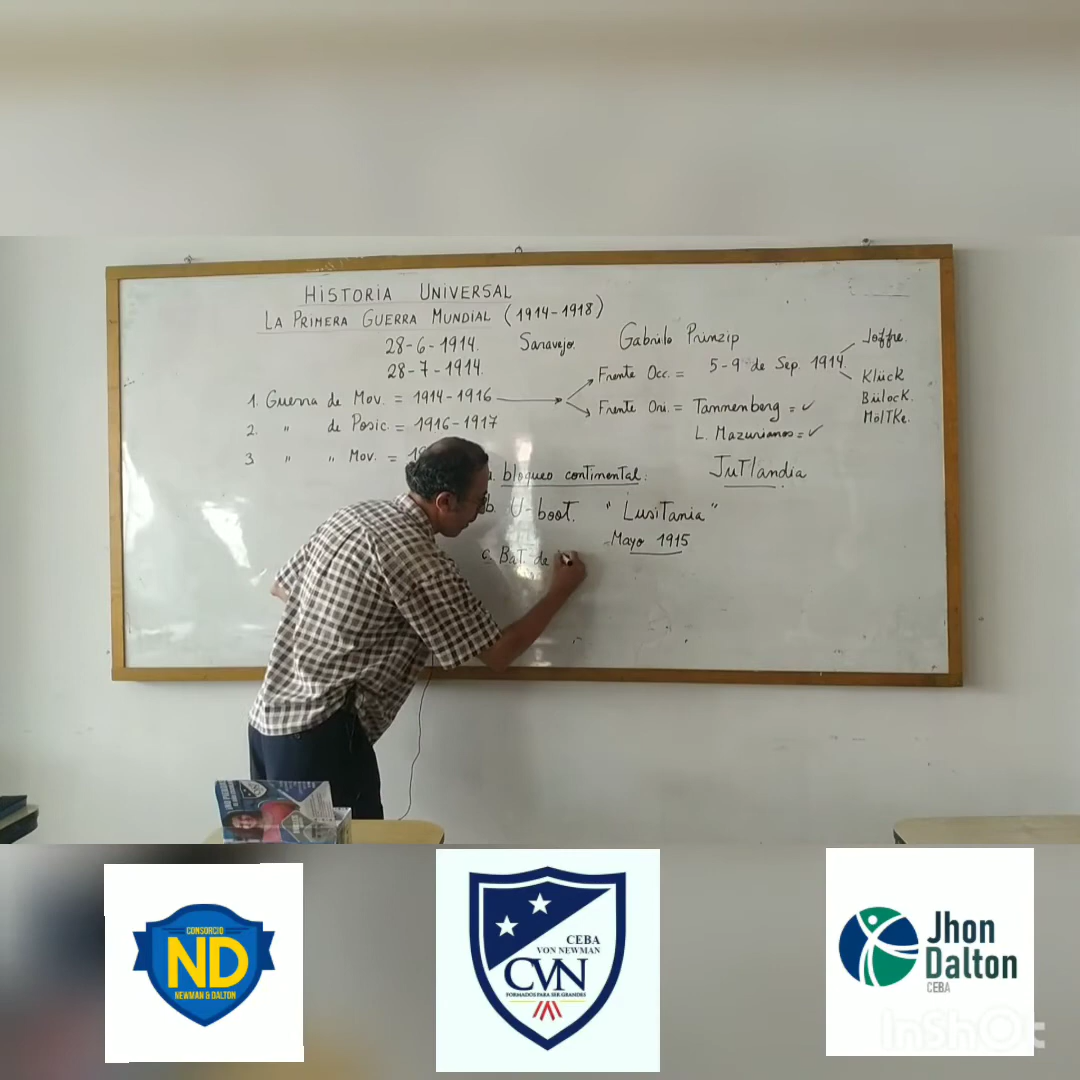 HISTORIA UNIVERSAL
LA PRIMERA GUERRA MUNDIAL (1914-1918)
28-6-1914. Saravejo. Gabrielo Prinzip
28-7-1914.
Frente Occ. = 5-9 de Sep. 1914.
Joffre.
Klück
Bülock.
MolTKe.
1. Guerra de Mov. = 1914-1916
Frente Ori. = Tannenberg = ✓
L. Mazurianos = ✓
2. " de Posic. = 1916-1917
3 " " Mov. =
a. bloqueo continental: JuTlandia
b. U-boot. "LusiTania"
Mayo 1915
c. BaT. de
CONSORCIO
ND
NEWMAN & DALTON
CEBA
VON NEWMAN
CVN
FORMADOS PARA SER GRANDES
Jhon
Dalton
CEBA
InShOt